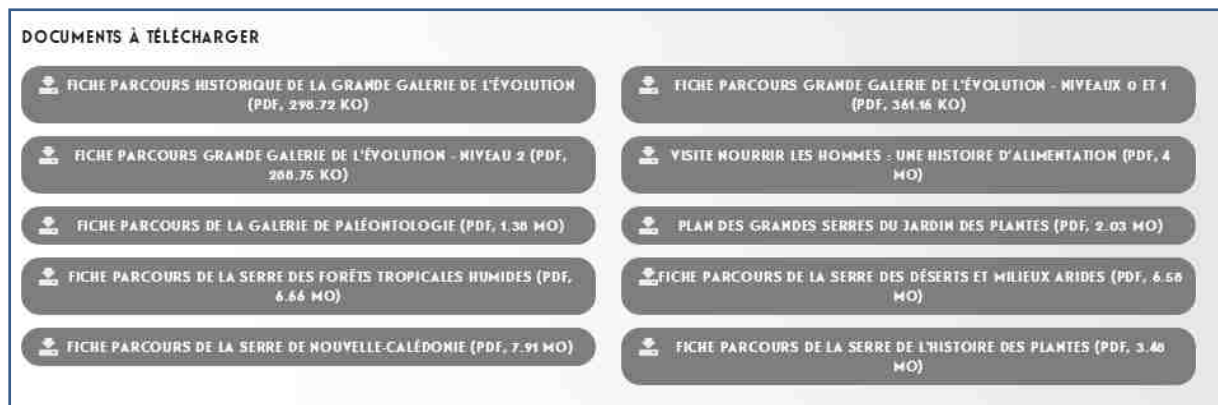 DOCUMENTS À TÉLÉCHARGER
FICHE PARCOURS HISTORIQUE DE LA GRANDE GALERIE DE L'ÉVOLUTION
(PDF, 298.72 KO)
FICHE PARCOURS GRANDE GALERIE DE L'ÉVOLUTION - NIVEAUX 0 ET 1
(PDF, 361.16 KO)
FICHE PARCOURS GRANDE GALERIE DE L'ÉVOLUTION - NIVEAU 2 (PDF,
288.75 KO)
VISITE NOURRIR LES HOMMES : UNE HISTOIRE D'ALIMENTATION (PDF, 4
MO)
FICHE PARCOURS DE LA GALERIE DE PALÉONTOLOGIE (PDF, 1.38 MO)
PLAN DES GRANDES SERRES DU JARDIN DES PLANTES (PDF, 2.03 MO)
FICHE PARCOURS DE LA SERRE DES FORÊTS TROPICALES HUMIDES (PDF,
6.66 MO)
FICHE PARCOURS DE LA SERRE DES DÉSERTS ET MILIEUX ARIDES (PDF, 6.58
MO)
FICHE PARCOURS DE LA SERRE DE NOUVELLE-CALÉDONIE (PDF, 7.91 MO)
FICHE PARCOURS DE LA SERRE DE L'HISTOIRE DES PLANTES (PDF, 3.48
MO)